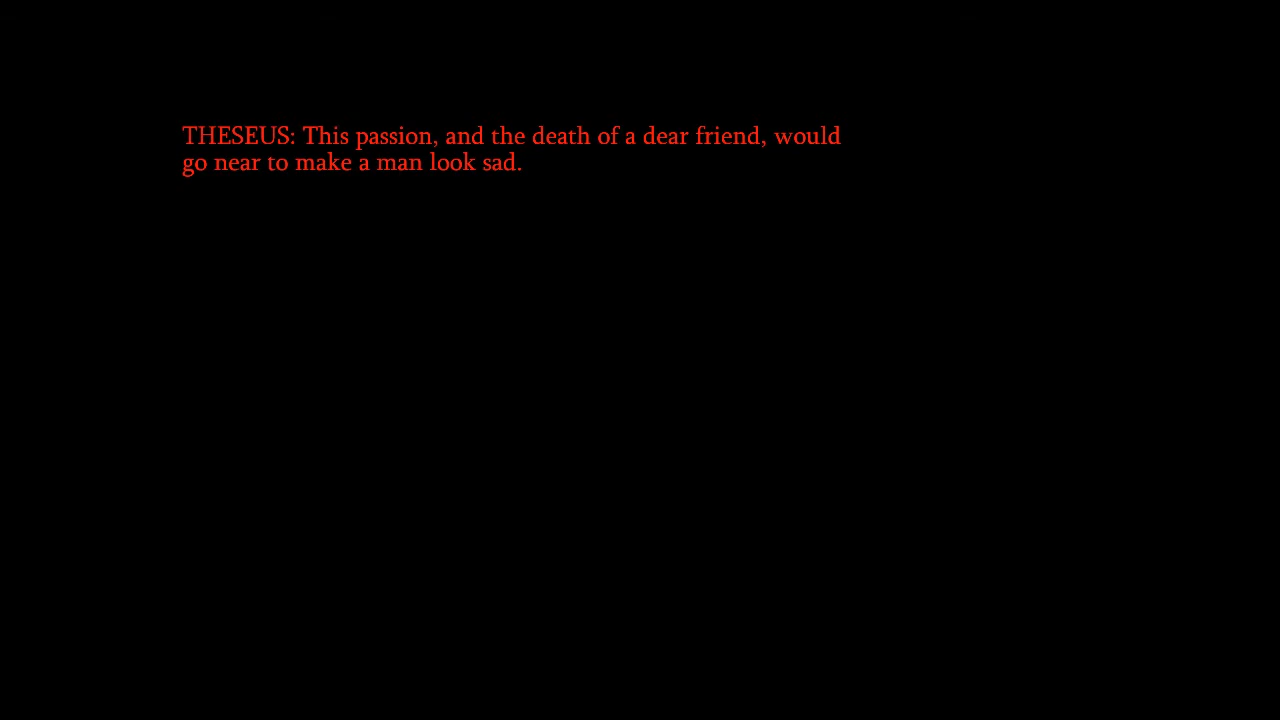 THESEUS: This passion, and the death of a dear friend, would
go near to make a man look sad.